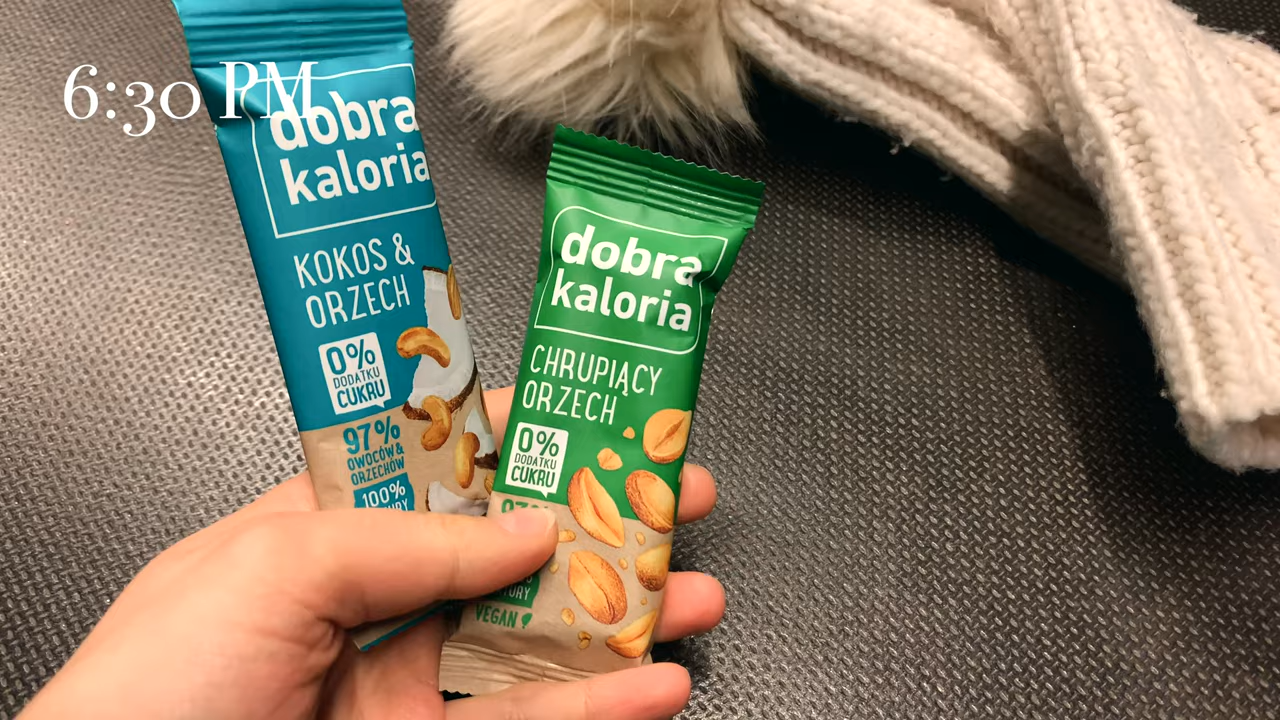 6:30 PM
dobra
kaloria
KOKOS &
ORZECH
0%
DODATKU
CUKRU
97%
OWOCÓW &
ORZECHÓW
100%
dobra
kaloria
CHRUPIĄCY
ORZECH
0%
DODATKU
CUKRU
VEGAN